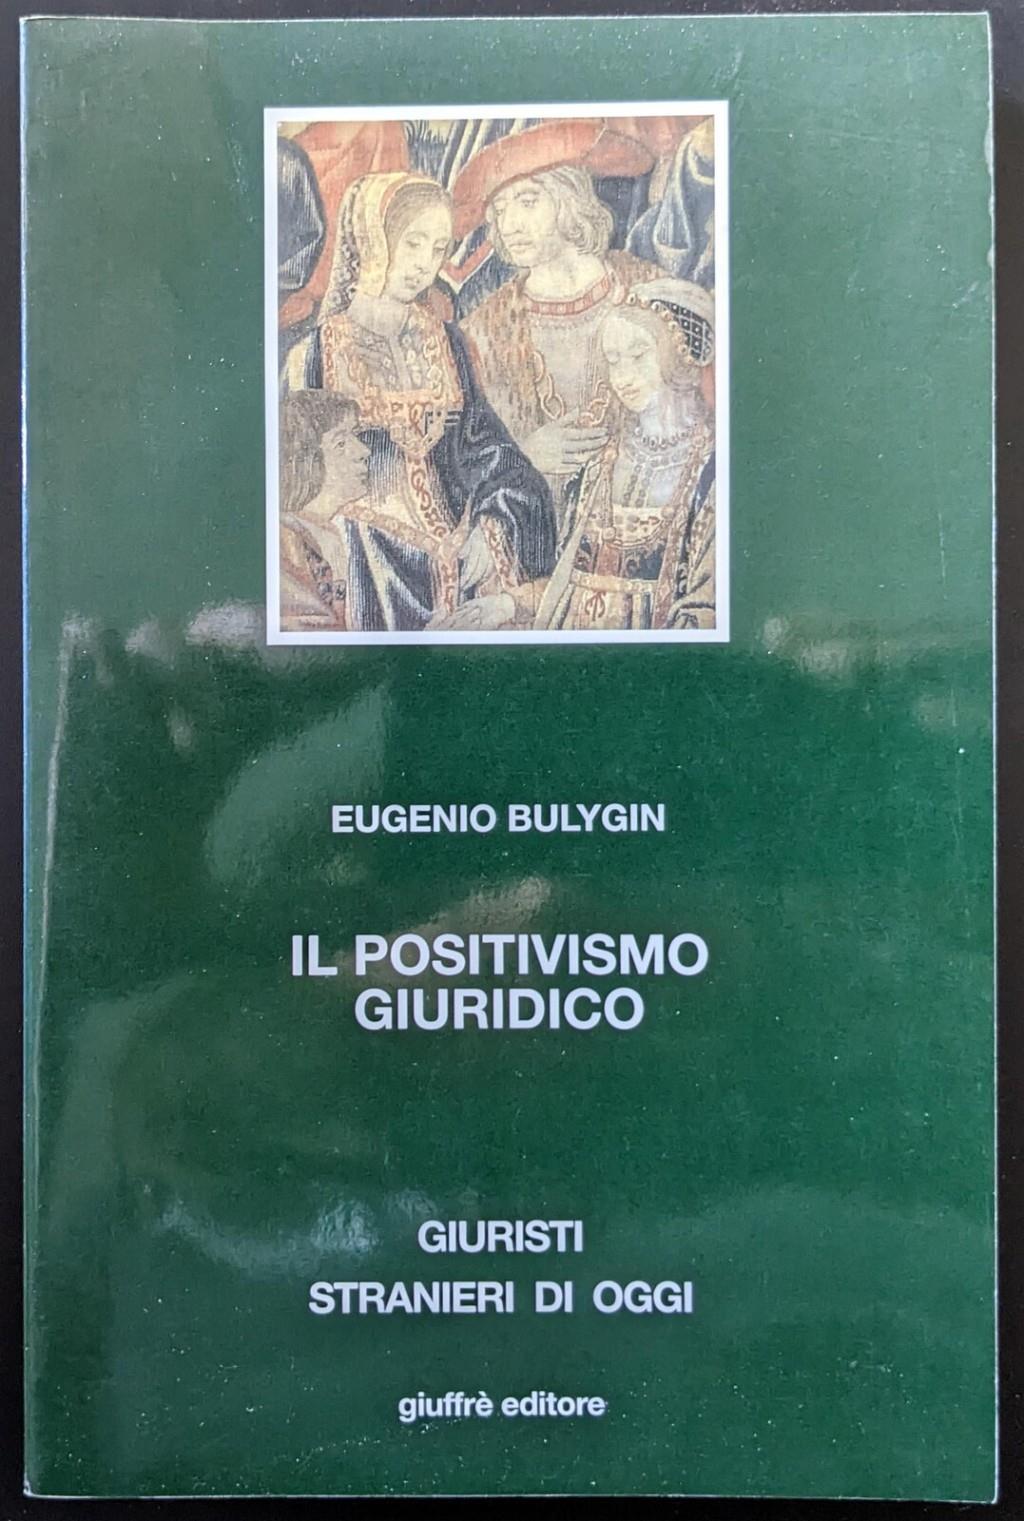 EUGENIO BULYGIN
IL POSITIVISMO
GIURIDICO
GIURISTI
STRANIERI DI OGGI
giuffrè editore